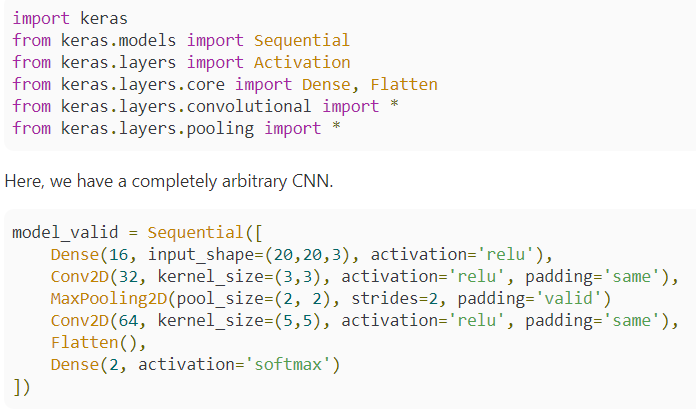 import keras
from keras.models import Sequential
from keras.layers import Activation
from keras.layers.core import Dense, Flatten
from keras.layers.convolutional import *
from keras.layers.pooling import *
Here, we have a completely arbitrary CNN.
model_valid = Sequential([
    Dense(16, input_shape=(20,20,3), activation='relu'),
    Conv2D(32, kernel_size=(3,3), activation='relu', padding='same'),
    MaxPooling2D(pool_size=(2, 2), strides=2, padding='valid')
    Conv2D(64, kernel_size=(5,5), activation='relu', padding='same'),
    Flatten(),
    Dense(2, activation='softmax')
])